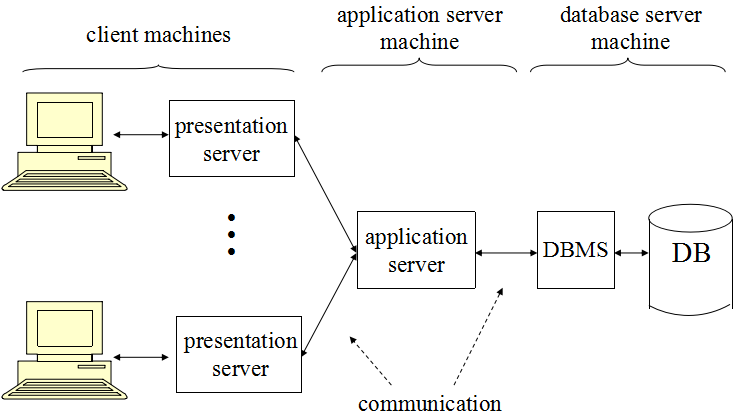 client machines
application server
machine
database server
machine
presentation
server
application
server
DBMS
DB
presentation
server
communication